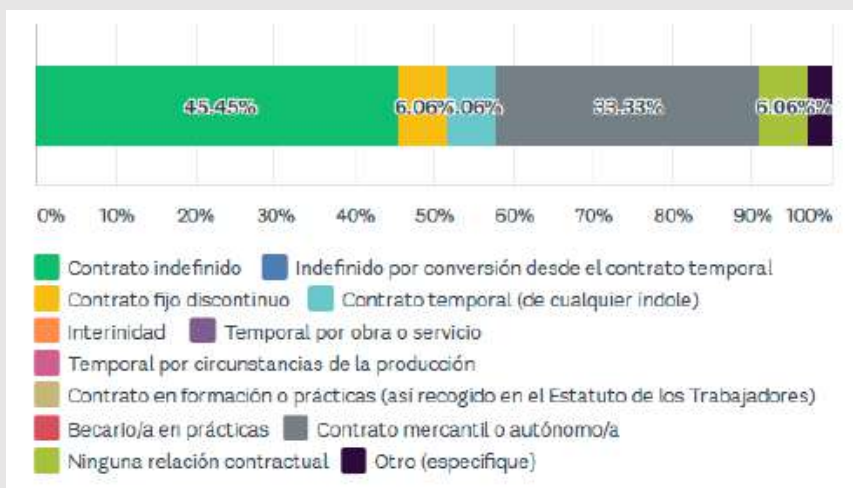 45.45% 6.06% .06% 33.33% 6.06% %
0% 10% 20% 30% 40% 50% 60% 70% 80% 90% 100%
Contrato indefinido Indefinido por conversión desde el contrato temporal
Contrato fijo discontinuo Contrato temporal (de cualquier índole)
Interinidad Temporal por obra o servicio
Temporal por circunstancias de la producción
Contrato en formación o prácticas (así recogido en el Estatuto de los Trabajadores)
Becario/a en prácticas Contrato mercantil o autónomo/a
Ninguna relación contractual Otro (especifique)